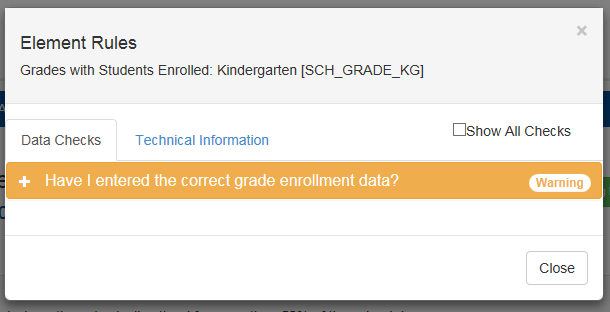 Element Rules
×
Grades with Students Enrolled: Kindergarten [SCH_GRADE_KG]
Data Checks
Technical Information
Show All Checks
+ Have I entered the correct grade enrollment data?
Warning
Close